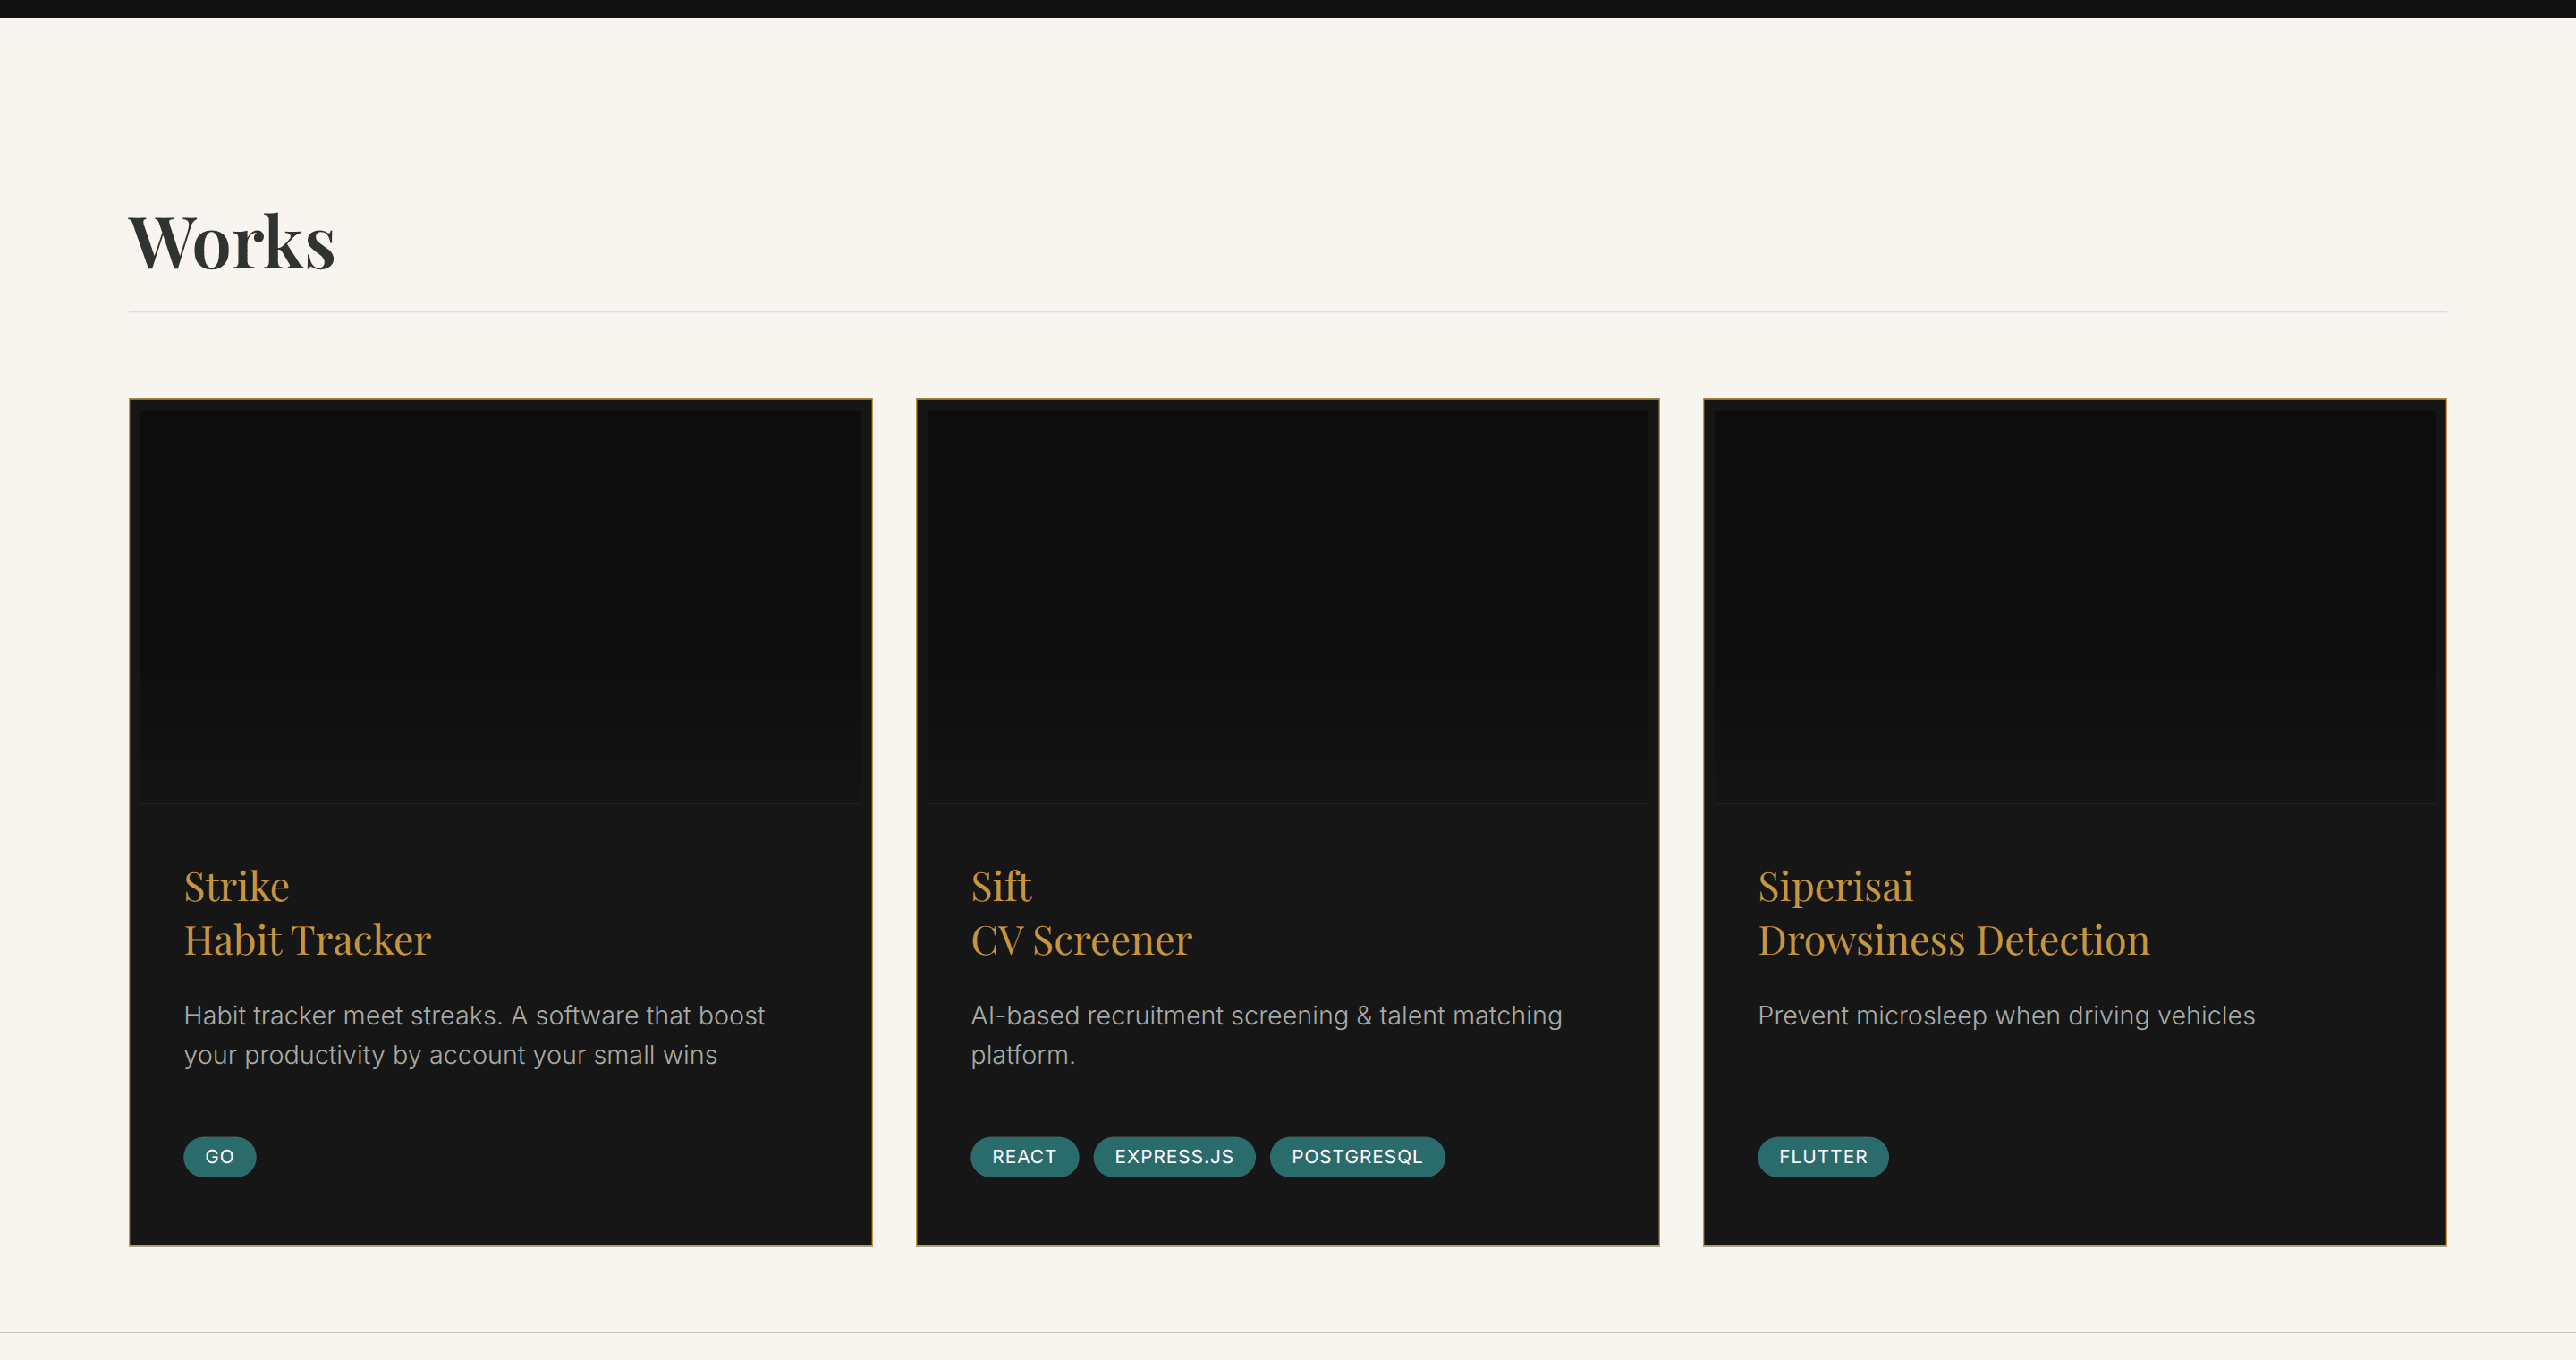 Works
Strike
Habit Tracker
Habit tracker meet streaks. A software that boost
your productivity by account your small wins
GO
Sift
CV Screener
AI-based recruitment screening & talent matching
platform.
REACT EXPRESS.JS POSTGRESQL
Siperisai
Drowsiness Detection
Prevent microsleep when driving vehicles
FLUTTER